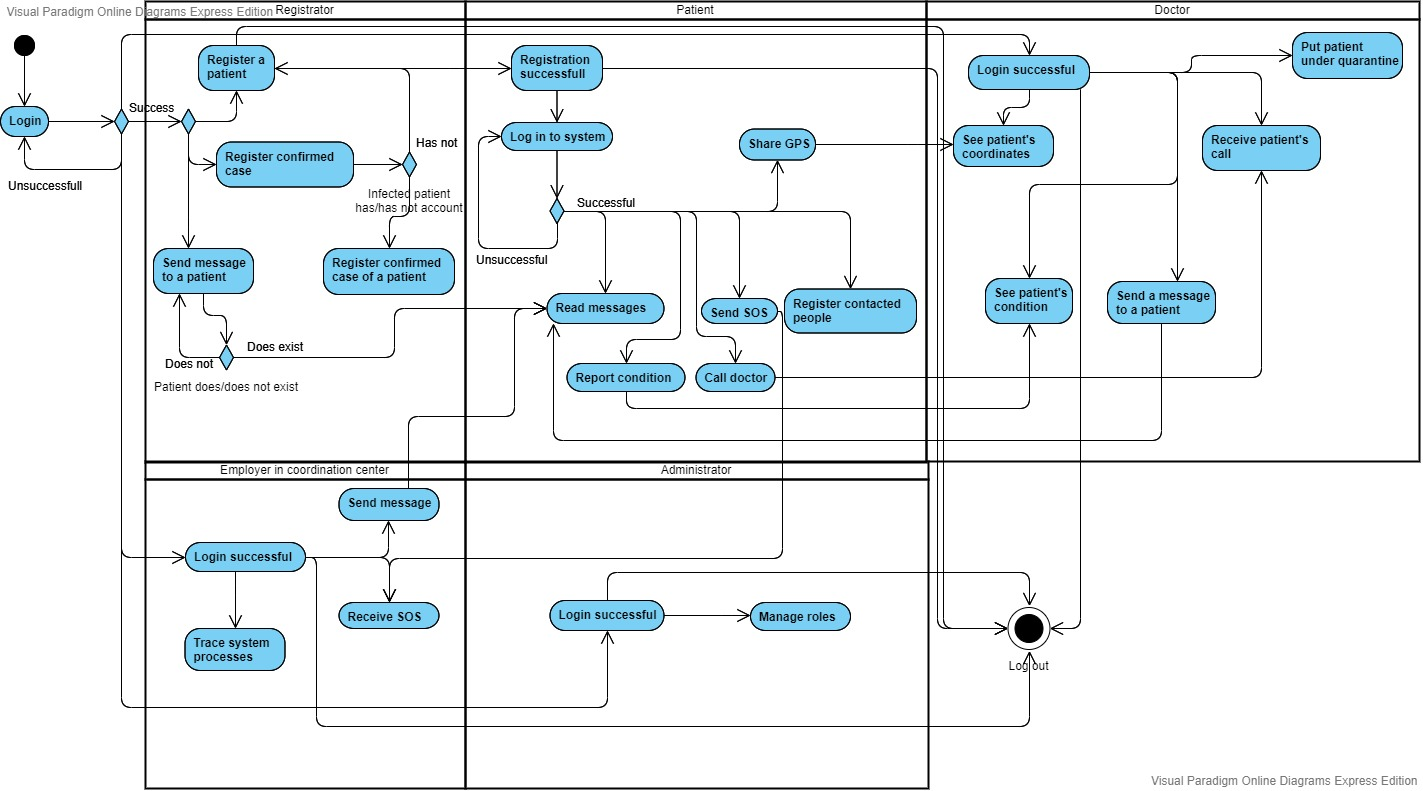 Visual Paradigm Online Diagrams Express Edition
Registrator
Patient
Doctor
Register a
patient
Registration
successfull
Login successful
Put patient
under quarantine
Login
Success
Unsuccessfull
Register confirmed
case
Has not
Infected patient
has/has not account
Log in to system
Share GPS
See patient's
coordinates
Receive patient's
call
Successful
Unsuccessful
Send message
to a patient
Register confirmed
case of a patient
Read messages
Send SOS
Register contacted
people
See patient's
condition
Send a message
to a patient
Does exist
Does not
Patient does/does not exist
Report condition
Call doctor
Employer in coordination center
Administrator
Send message
Login successful
Receive SOS
Trace system
processes
Login successful
Manage roles
Log out
Visual Paradigm Online Diagrams Express Edition